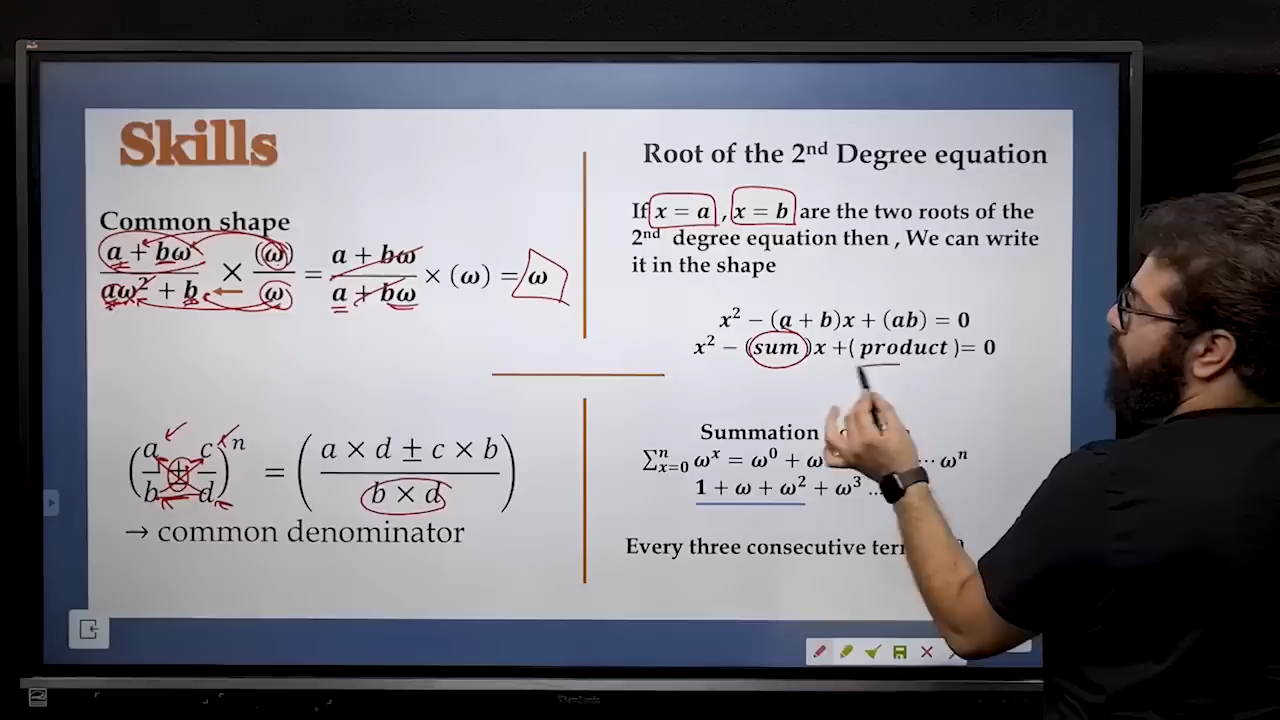 Skills
Common shape
a + bω / aω² + b × (ω) / ω = a + bω / a + bω × (ω) = ω
(a/b + c/d)ⁿ = (a × d ± c × b / b × d)
→ common denominator
Root of the 2ⁿᵈ Degree equation
If x = a , x = b are the two roots of the
2ⁿᵈ degree equation then , We can write
it in the shape
x² − (a + b)x + (ab) = 0
x² − (sum)x +( product )= 0
Summation
∑ⁿₓ₌₀ ωˣ = ω⁰ + ω ⋯ ωⁿ
1 + ω + ω² + ω³ ..
Every three consecutive